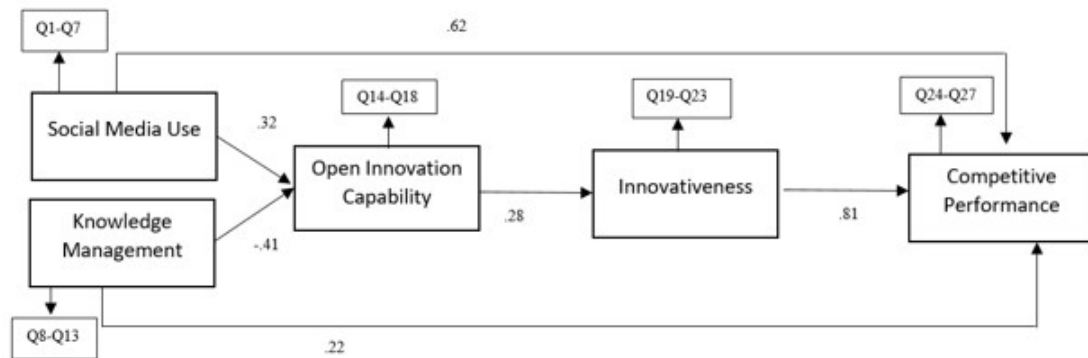 Q1-Q7
.62
Social Media Use
Q14-Q18
Q19-Q23
Q24-Q27
.32
Open Innovation
Capability
Innovativeness
Competitive
Performance
Knowledge
Management
-.41
.28
.81
Q8-Q13
.22